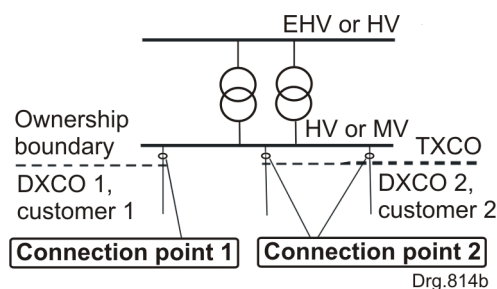 EHV or HV
Ownership
boundary
HV or MV
TXCO
DXCO 1,
customer 1
DXCO 2,
customer 2
Connection point 1
Connection point 2
Drg.814b